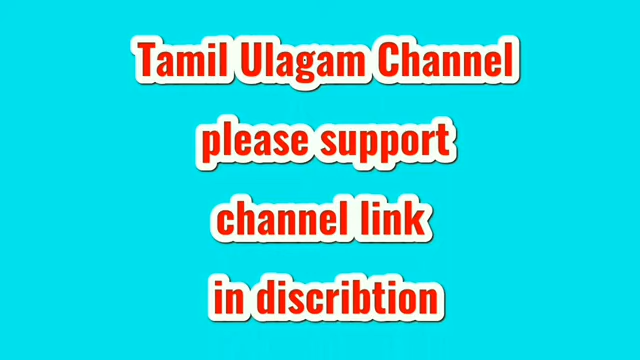 Tamil Ulagam Channel
please support
channel link
in discribtion